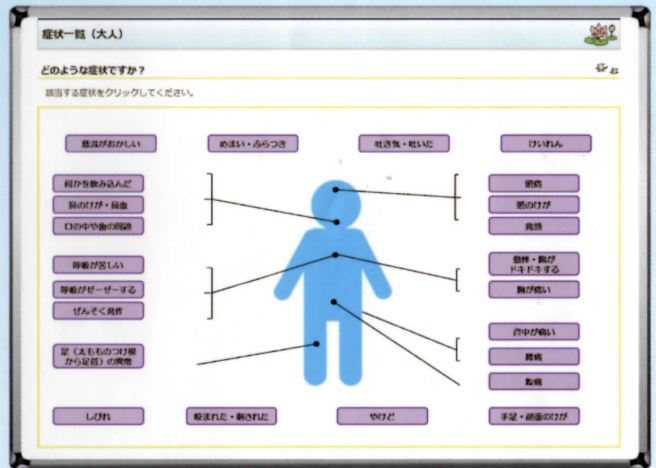 症状一覧（大人）
どのような症状ですか？
該当する症状をクリックしてください。
意識がおかしい
めまい・ふらつき
吐き気・吐いた
けいれん
何かを飲み込んだ
鼻のけが・鼻血
口の中や歯の問題
頭痛
頭のけが
発熱
呼吸が苦しい
呼吸がゼーゼーする
ぜんそく発作
動悸・胸が
ドキドキする
胸が痛い
足（太もものつけ根
から足首）の異常
背中が痛い
腰痛
腹痛
しびれ
咬まれた・刺された
やけど
手足・顔面のけが